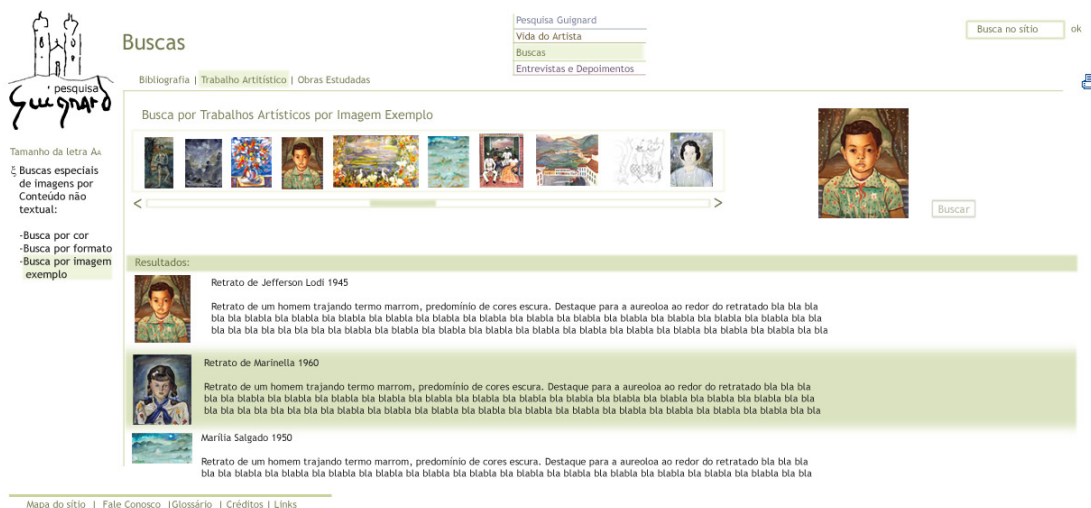 pesquisa
Guignard
Buscas
Pesquisa Guignard
Vida do Artista
Buscas
Entrevistas e Depoimentos
Busca no sítio
ok
Bibliografia | Trabalho Artitístico | Obras Estudadas
Tamanho da letra AA
Buscas especiais
de imagens por
Conteúdo não
textual:
-Busca por cor
-Busca por formato
-Busca por imagem
exemplo
Busca por Trabalhos Artísticos por Imagem Exemplo
< >
Buscar
Resultados:
Retrato de Jefferson Lodi 1945
Retrato de um homem trajando termo marrom, predomínio de cores escura. Destaque para a aureoloa ao redor do retratado bla bla bla
bla bla blabla bla blabla bla blabla bla blabla bla blabla bla blabla bla blabla bla blabla bla blabla bla blabla bla blabla bla bla
bla bla bla bla bla bla bla bla blabla bla blabla bla blabla bla blabla bla blabla bla blabla bla blabla bla blabla bla blabla bla bla
Retrato de Marinella 1960
Retrato de um homem trajando termo marrom, predomínio de cores escura. Destaque para a aureoloa ao redor do retratado bla bla bla
bla bla blabla bla blabla bla blabla bla blabla bla blabla bla blabla bla blabla bla blabla bla blabla bla blabla bla blabla bla bla
bla bla bla bla bla bla bla bla blabla bla blabla bla blabla bla blabla bla blabla bla blabla bla blabla bla blabla bla blabla bla bla
Marília Salgado 1950
Retrato de um homem trajando termo marrom, predomínio de cores escura. Destaque para a aureoloa ao redor do retratado bla bla bla
bla bla blabla bla blabla bla blabla bla blabla bla blabla bla blabla bla blabla bla blabla bla blabla bla blabla bla blabla bla bla
Mapa do sítio | Fale Conosco |Glossário | Créditos | Links